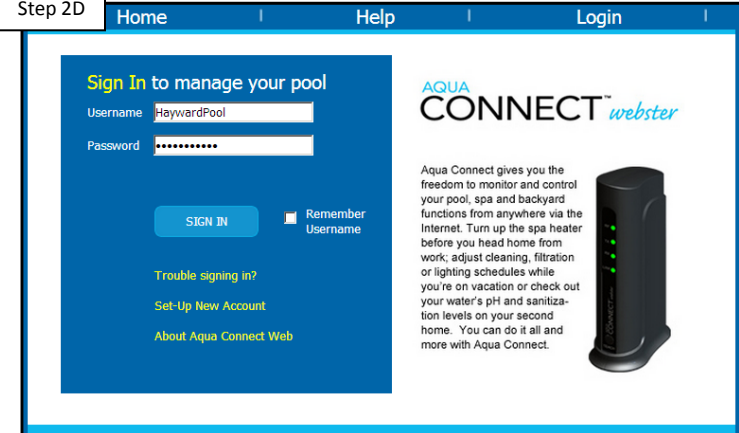 Step 2D
Home | Help | Login |
Sign In to manage your pool
Username HaywardPool
Password •••••••••••
SIGN IN
Remember
Username
Trouble signing in?
Set-Up New Account
About Aqua Connect Web
AQUA
CONNECT™ webster
Aqua Connect gives you the
freedom to monitor and control
your pool, spa and backyard
functions from anywhere via the
Internet. Turn up the spa heater
before you head home from
work; adjust cleaning, filtration
or lighting schedules while
you're on vacation or check out
your water's pH and sanitiza-
tion levels on your second
home.  You can do it all and
more with Aqua Connect.